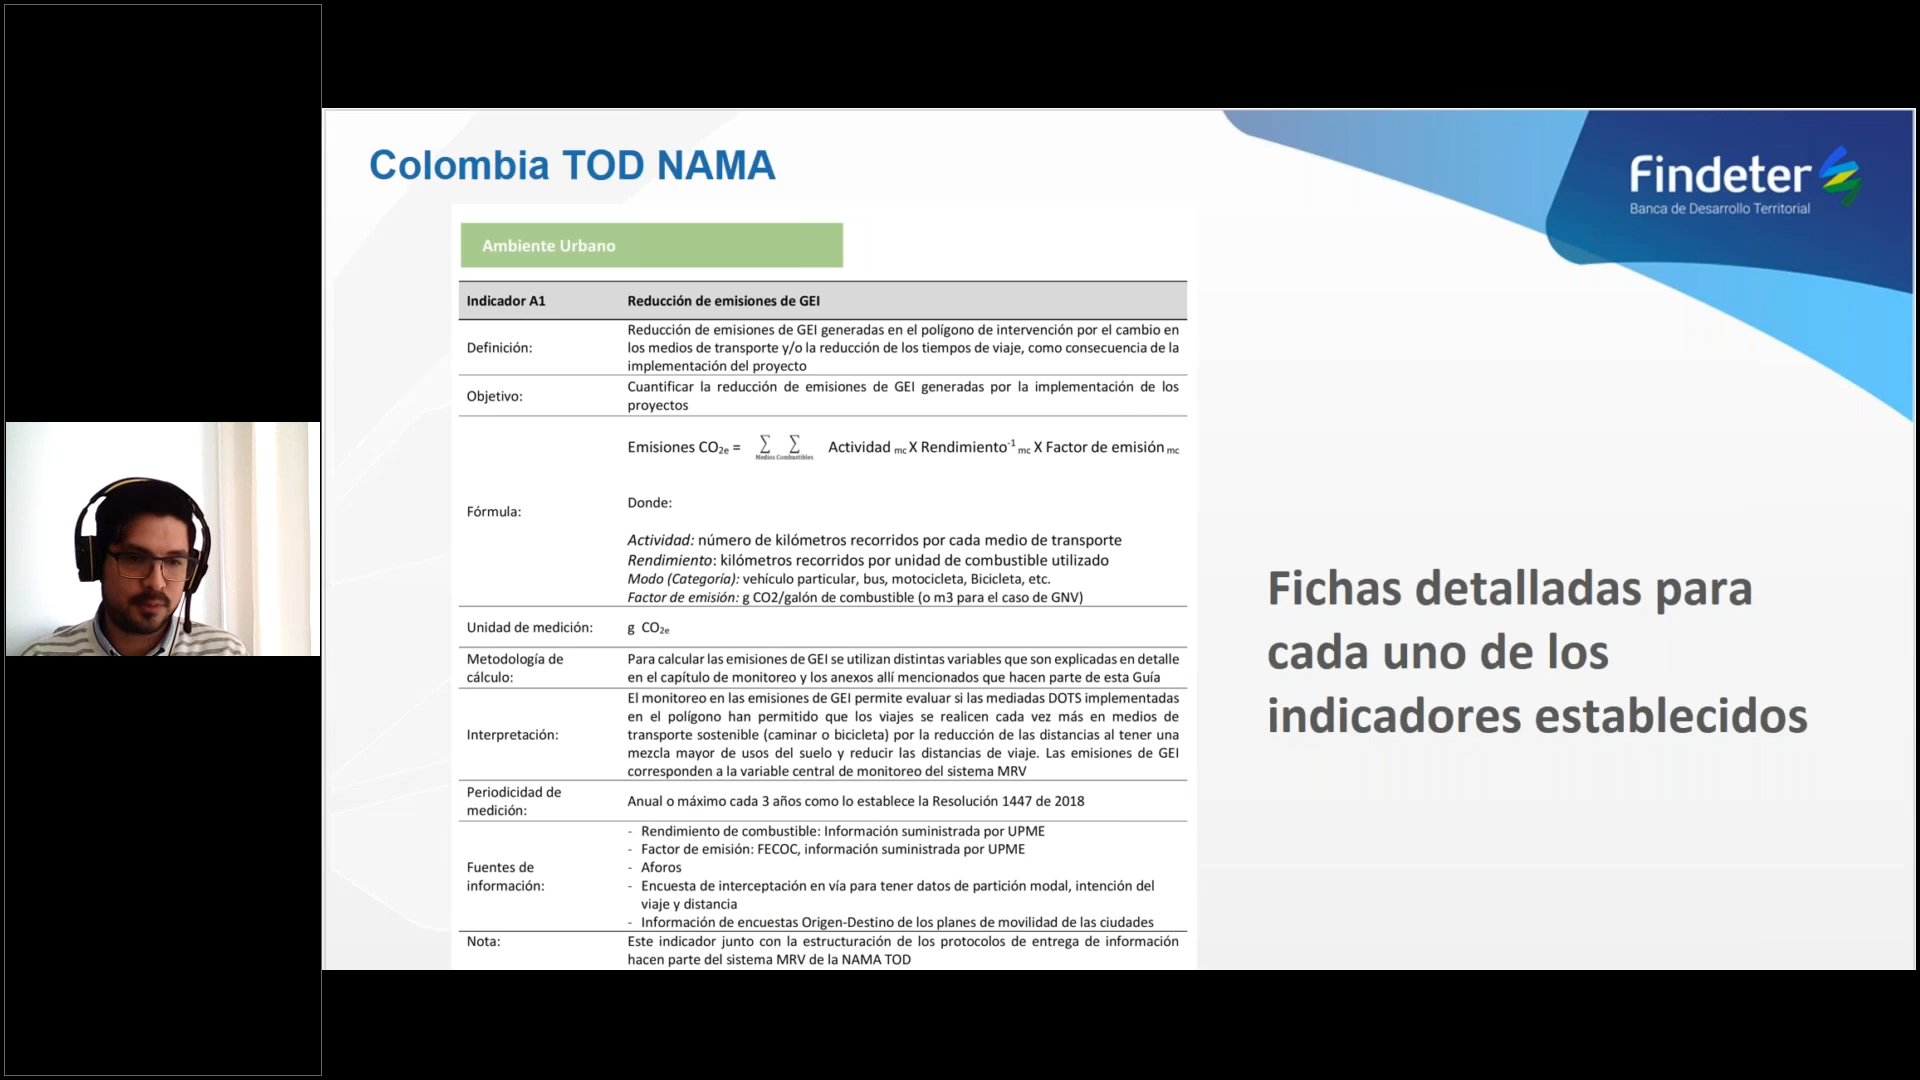 Colombia TOD NAMA
Findeter
Banca de Desarrollo Territorial
Ambiente Urbano
Indicador A1 Reducción de emisiones de GEI
Definición:
Reducción de emisiones de GEI generadas en el polígono de intervención por el cambio en
los medios de transporte y/o la reducción de los tiempos de viaje, como consecuencia de la
implementación del proyecto
Objetivo:
Cuantificar la reducción de emisiones de GEI generadas por la implementación de los
proyectos
Fórmula:
Emisiones CO2e = ∑ ∑ Actividad mc X Rendimiento-1 mc X Factor de emisión mc
Medios Combustibles
Donde:
Actividad: número de kilómetros recorridos por cada medio de transporte
Rendimiento: kilómetros recorridos por unidad de combustible utilizado
Modo (Categoría): vehículo particular, bus, motocicleta, Bicicleta, etc.
Factor de emisión: g CO2/galón de combustible (o m3 para el caso de GNV)
Unidad de medición: g CO2e
Metodología de
cálculo:
Para calcular las emisiones de GEI se utilizan distintas variables que son explicadas en detalle
en el capítulo de monitoreo y los anexos allí mencionados que hacen parte de esta Guía
Interpretación:
El monitoreo en las emisiones de GEI permite evaluar si las mediadas DOTS implementadas
en el polígono han permitido que los viajes se realicen cada vez más en medios de
transporte sostenible (caminar o bicicleta) por la reducción de las distancias al tener una
mezcla mayor de usos del suelo y reducir las distancias de viaje. Las emisiones de GEI
corresponden a la variable central de monitoreo del sistema MRV
Periodicidad de
medición:
Anual o máximo cada 3 años como lo establece la Resolución 1447 de 2018
Fuentes de
información:
- Rendimiento de combustible: Información suministrada por UPME
- Factor de emisión: FECOC, información suministrada por UPME
- Aforos
- Encuesta de interceptación en vía para tener datos de partición modal, intención del
viaje y distancia
- Información de encuestas Origen-Destino de los planes de movilidad de las ciudades
Nota:
Este indicador junto con la estructuración de los protocolos de entrega de información
hacen parte del sistema MRV de la NAMA TOD
Fichas detalladas para
cada uno de los
indicadores establecidos